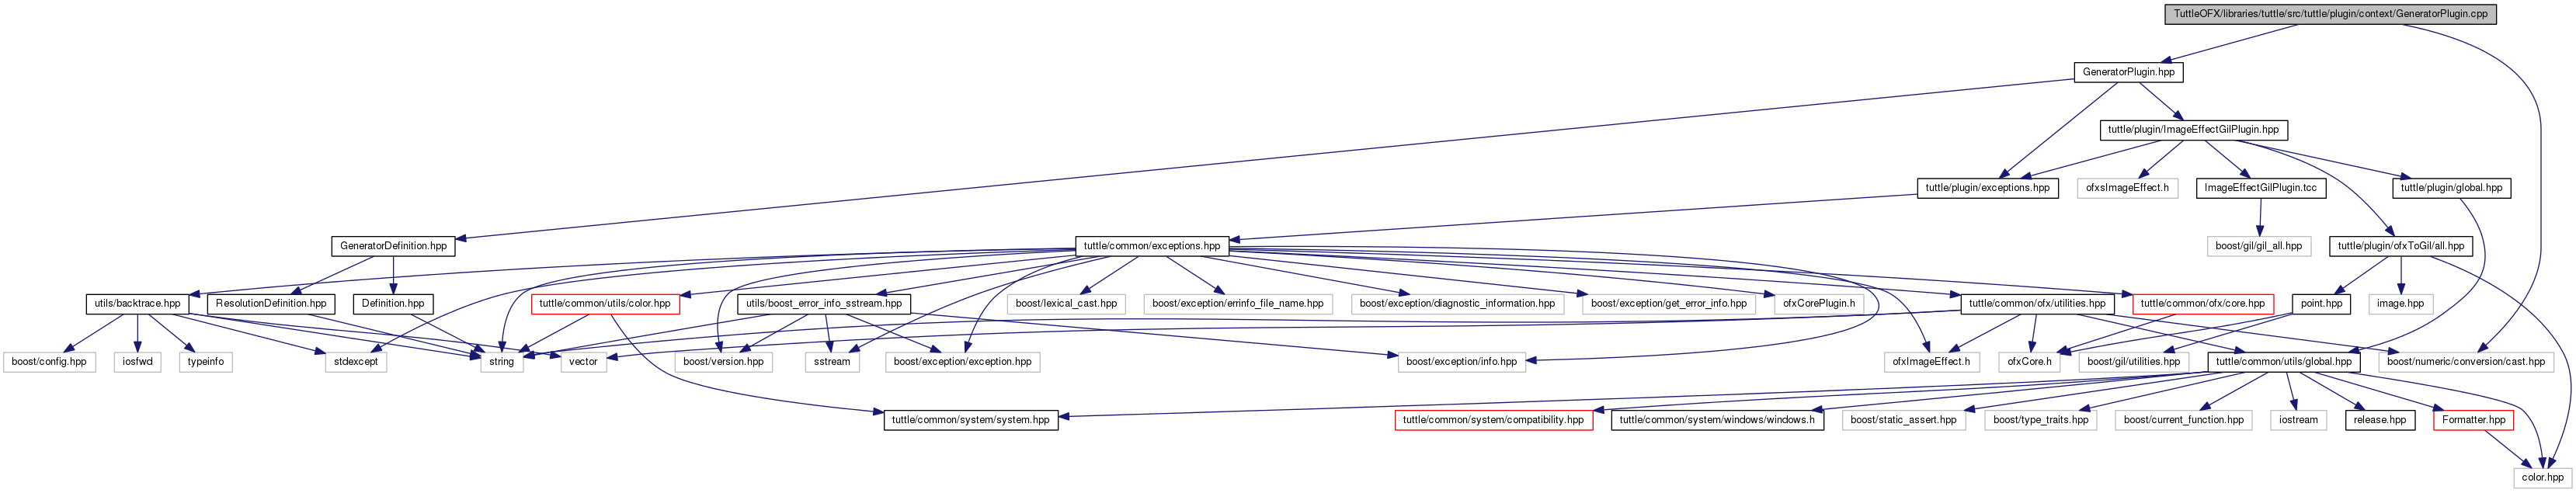 TuttleOFX/libraries/tuttle/src/tuttle/plugin/context/GeneratorPlugin.cpp
GeneratorPlugin.hpp
tuttle/plugin/ImageEffectGilPlugin.hpp
tuttle/plugin/exceptions.hpp
ofxsImageEffect.h
ImageEffectGilPlugin.tcc
tuttle/plugin/global.hpp
GeneratorDefinition.hpp
tuttle/common/exceptions.hpp
boost/gil/gil_all.hpp
tuttle/plugin/ofxToGil/all.hpp
utils/backtrace.hpp
ResolutionDefinition.hpp
Definition.hpp
tuttle/common/utils/color.hpp
utils/boost_error_info_sstream.hpp
boost/lexical_cast.hpp
boost/exception/errinfo_file_name.hpp
boost/exception/diagnostic_information.hpp
boost/exception/get_error_info.hpp
ofxCorePlugin.h
tuttle/common/ofx/utilities.hpp
tuttle/common/ofx/core.hpp
point.hpp
image.hpp
boost/config.hpp
iosfwd
typeinfo
stdexcept
string
vector
boost/version.hpp
sstream
boost/exception/exception.hpp
boost/exception/info.hpp
ofxImageEffect.h
ofxCore.h
boost/gil/utilities.hpp
tuttle/common/utils/global.hpp
boost/numeric/conversion/cast.hpp
tuttle/common/system/system.hpp
tuttle/common/system/compatibility.hpp
tuttle/common/system/windows/windows.h
boost/static_assert.hpp
boost/type_traits.hpp
boost/current_function.hpp
iostream
release.hpp
Formatter.hpp
color.hpp